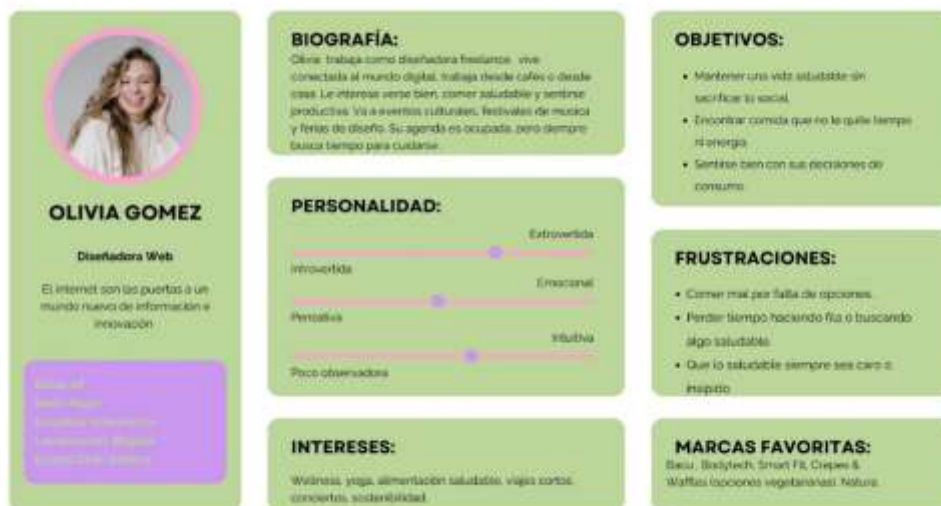 OLIVIA GOMEZ
Diseñadora Web
El internet son las puertas a un
mundo nuevo de información e
innovación
BIOGRAFÍA:
Olivia trabaja como diseñadora freelance vive
conectada al mundo digital, trabaja desde cafés o desde
casa. Le interesa verse bien, comer saludable y sentirse
productiva. Va a eventos culturales, festivales de música
y ferias de diseño. Su agenda es ocupada, pero siempre
busca tiempo para cuidarse.
PERSONALIDAD:
Extrovertida
Introvertida
Emocional
Pensativa
Intuitiva
Poco observadora
INTERESES:
Wellness, yoga, alimentación saludable, viajes cortos,
conciertos, sostenibilidad.
OBJETIVOS:
• Mantener una vida saludable sin
sacrificar lo social.
• Encontrar comida que no le quite tiempo
ni energía.
• Sentirse bien con sus decisiones de
consumo.
FRUSTRACIONES:
• Comer mal por falta de opciones.
• Perder tiempo haciendo fila o buscando
algo saludable.
• Que lo saludable siempre sea caro o
insípido.
MARCAS FAVORITAS:
Bodytech, Smart Fit, Crepes &
Waffles (opciones vegetarianas), Natura.